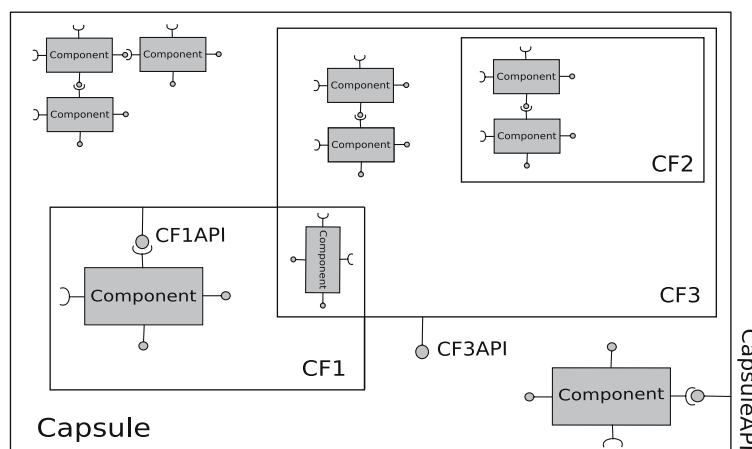 Component
Component
Component
Component
Component
Component
Component
CF2
CF1API
Component
Component
CF3
CF1
CF3API
Component
CapsuleAPI
Capsule